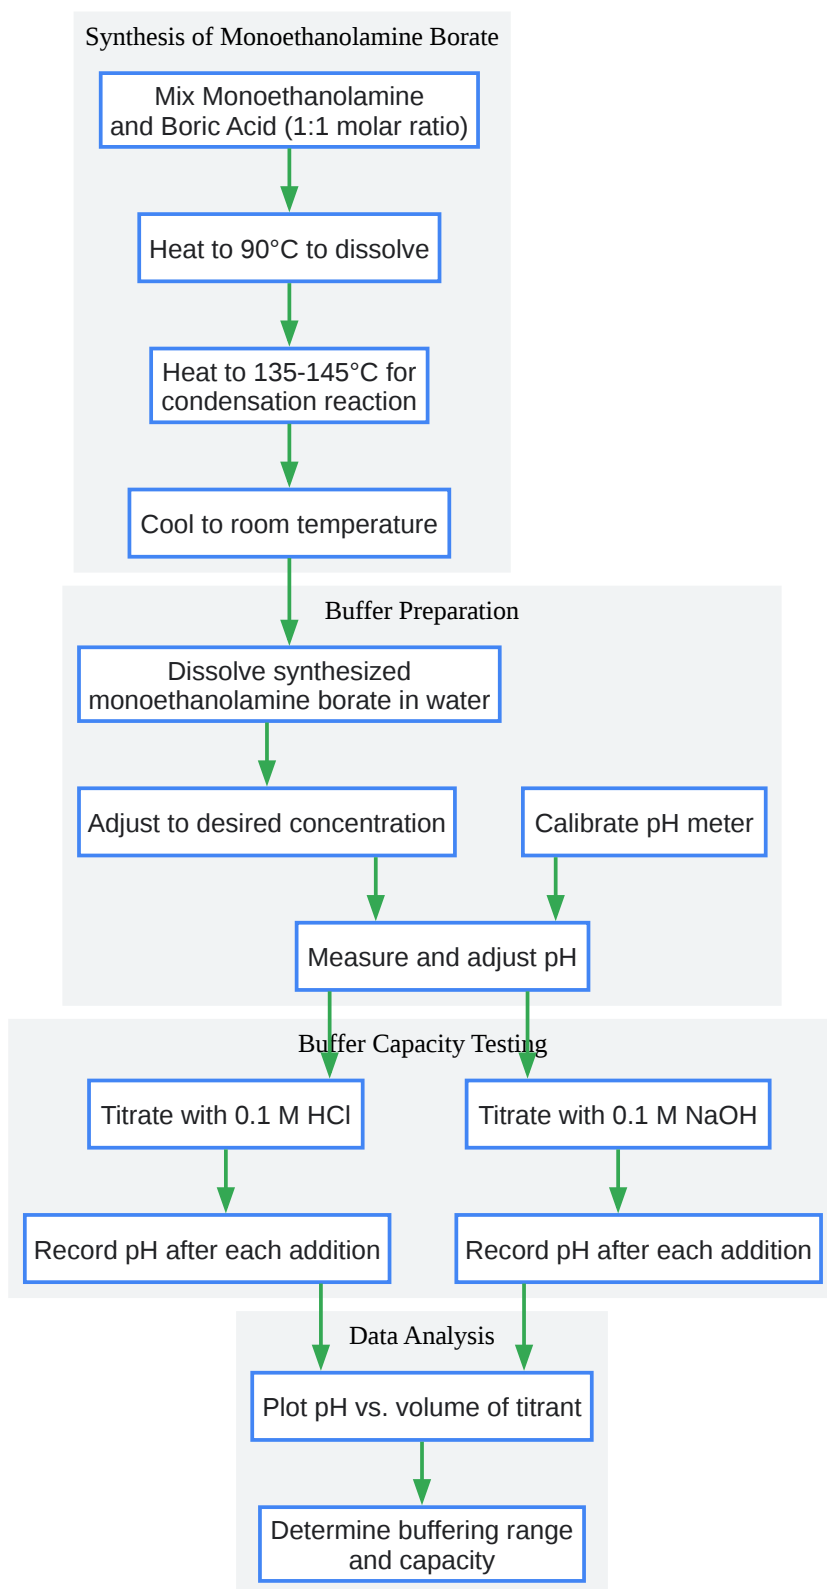 Synthesis of Monoethanolamine Borate
Mix Monoethanolamine
and Boric Acid (1:1 molar ratio)
Heat to 90°C to dissolve
Heat to 135-145°C for
condensation reaction
Cool to room temperature
Buffer Preparation
Dissolve synthesized
monoethanolamine borate in water
Adjust to desired concentration
Calibrate pH meter
Measure and adjust pH
Buffer Capacity Testing
Titrate with 0.1 M HCl
Titrate with 0.1 M NaOH
Record pH after each addition
Record pH after each addition
Data Analysis
Plot pH vs. volume of titrant
Determine buffering range
and capacity